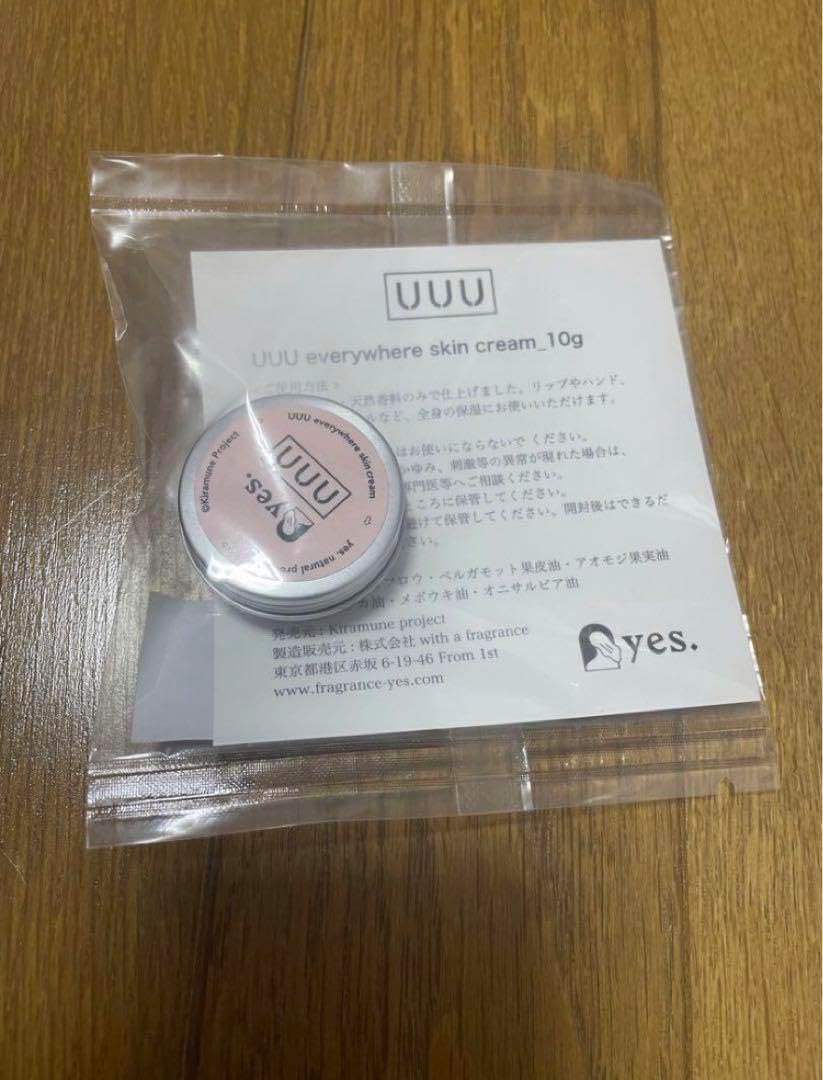 UUU
UUU everywhere skin cream_10g
＜ご使用方法＞
天然香料のみで仕上げました。リップやハンド、
ルなど、全身の保湿にお使いいただけます。
はお使いにならないで ください。
かゆみ、刺激等の異常が現れた場合は、
専門医等へご相談ください。
ころに保管してください。
避けて保管してください。開封後はできるだ
さい。
ロウ・ベルガモット果皮油・アオモジ果実油
カ油・メボウキ油・オニサルビア油
発売元 : Kiramune project
製造販売元 : 株式会社 with a fragrance
東京都港区赤坂 6-19-46 From 1st
www.fragrance-yes.com
yes.
UUU everywhere skin cream
©Kiramune Project
UUU
yes.
yes. natural pro